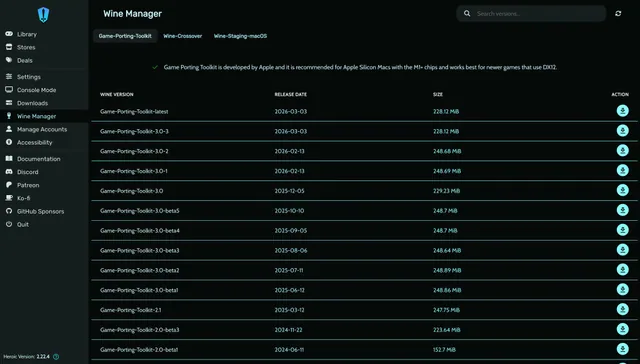 Wine Manager
Search versions...
Library
Stores
Deals
Settings
Console Mode
Downloads
Wine Manager
Manage Accounts
Accessibility
Documentation
Discord
Patreon
Ko-fi
GitHub Sponsors
Quit
Heroic Version: 2.22.4
Game-Porting-Toolkit Wine-Crossover Wine-Staging-macOS
Game Porting Toolkit is developed by Apple and it is recommended for Apple Silicon Macs with the M1+ chips and works best for newer games that use DX12.
WINE VERSION RELEASE DATE SIZE ACTION
Game-Porting-Toolkit-latest 2026-03-03 228.12 MiB
Game-Porting-Toolkit-3.0-3 2026-03-03 228.12 MiB
Game-Porting-Toolkit-3.0-2 2026-02-13 248.68 MiB
Game-Porting-Toolkit-3.0-1 2026-02-13 248.69 MiB
Game-Porting-Toolkit-3.0 2025-12-05 229.23 MiB
Game-Porting-Toolkit-3.0-beta5 2025-10-10 248.7 MiB
Game-Porting-Toolkit-3.0-beta4 2025-09-05 248.7 MiB
Game-Porting-Toolkit-3.0-beta3 2025-08-06 248.64 MiB
Game-Porting-Toolkit-3.0-beta2 2025-07-11 248.89 MiB
Game-Porting-Toolkit-3.0-beta1 2025-06-12 248.86 MiB
Game-Porting-Toolkit-2.1 2025-03-12 247.75 MiB
Game-Porting-Toolkit-2.0-beta3 2024-11-22 223.64 MiB
Game-Porting-Toolkit-2.0-beta1 2024-06-11 152.7 MiB